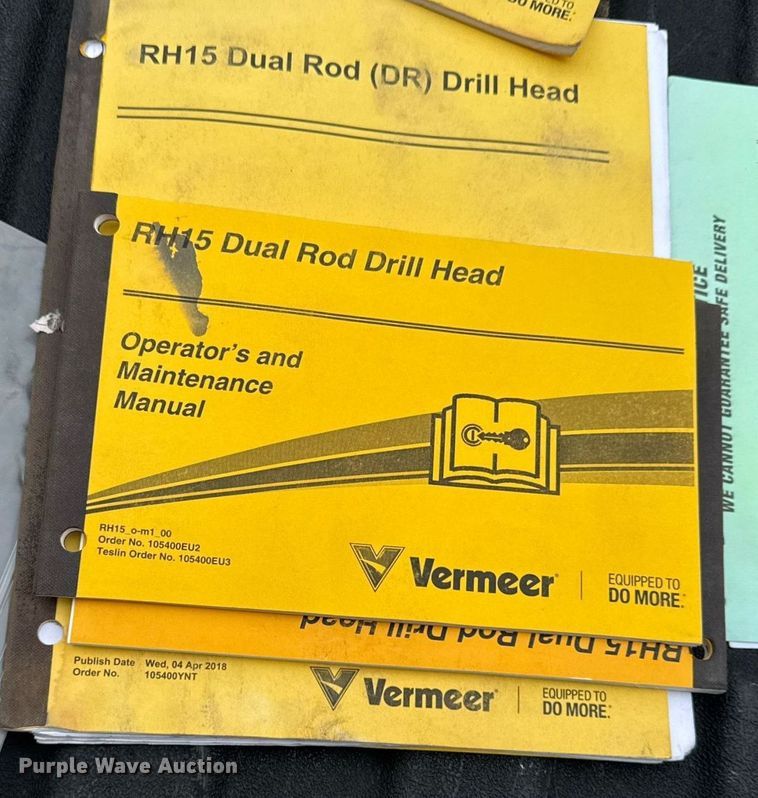 DO MORE.
RH15 Dual Rod (DR) Drill Head
RH15 Dual Rod Drill Head
Operator's and
Maintenance
Manual
RH15_o-m1_00
Order No. 105400EU2
Teslin Order No. 105400EU3
Vermeer®
EQUIPPED TO
DO MORE.®
RH15 Dual Rod Drill Head
Publish Date Wed, 04 Apr 2018
Order No. 105400YNT
Vermeer®
EQUIPPED TO
DO MORE.®
WE CANNOT GUARANTEE SAFE DELIVERY
Purple Wave Auction